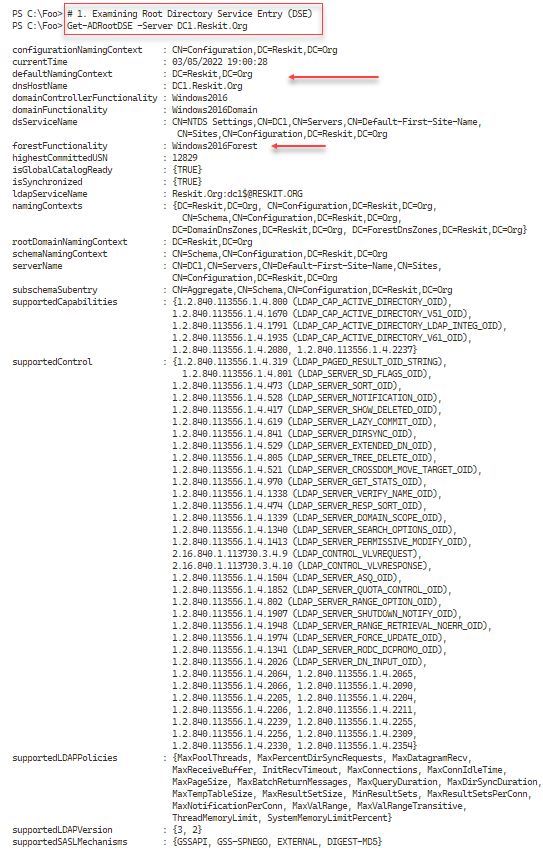 PS C:\Foo> # 1. Examining Root Directory Service Entry (DSE)
PS C:\Foo> Get-ADRootDSE -Server DC1.Reskit.Org
configurationNamingContext : CN=Configuration,DC=Reskit,DC=Org
currentTime : 03/05/2022 19:00:28
defaultNamingContext : DC=Reskit,DC=Org
dnsHostName : DC1.Reskit.Org
domainControllerFunctionality : Windows2016
domainFunctionality : Windows2016Domain
dsServiceName : CN=NTDS Settings,CN=DC1,CN=Servers,CN=Default-First-Site-Name,
CN=Sites,CN=Configuration,DC=Reskit,DC=Org
forestFunctionality : Windows2016Forest
highestCommittedUSN : 12829
isGlobalCatalogReady : {TRUE}
isSynchronized : {TRUE}
ldapServiceName : Reskit.Org:dc1$@RESKIT.ORG
namingContexts : {DC=Reskit,DC=Org, CN=Configuration,DC=Reskit,DC=Org,
CN=Schema,CN=Configuration,DC=Reskit,DC=Org,
DC=DomainDnsZones,DC=Reskit,DC=Org, DC=ForestDnsZones,DC=Reskit,DC=Org}
rootDomainNamingContext : DC=Reskit,DC=Org
schemaNamingContext : CN=Schema,CN=Configuration,DC=Reskit,DC=Org
serverName : CN=DC1,CN=Servers,CN=Default-First-Site-Name,CN=Sites,
CN=Configuration,DC=Reskit,DC=Org
subschemaSubentry : CN=Aggregate,CN=Schema,CN=Configuration,DC=Reskit,DC=Org
supportedCapabilities : {1.2.840.113556.1.4.800 (LDAP_CAP_ACTIVE_DIRECTORY_OID),
1.2.840.113556.1.4.1670 (LDAP_CAP_ACTIVE_DIRECTORY_V51_OID),
1.2.840.113556.1.4.1791 (LDAP_CAP_ACTIVE_DIRECTORY_LDAP_INTEG_OID),
1.2.840.113556.1.4.1935 (LDAP_CAP_ACTIVE_DIRECTORY_V61_OID),
1.2.840.113556.1.4.2080, 1.2.840.113556.1.4.2237}
supportedControl : {1.2.840.113556.1.4.319 (LDAP_PAGED_RESULT_OID_STRING),
1.2.840.113556.1.4.801 (LDAP_SERVER_SD_FLAGS_OID),
1.2.840.113556.1.4.473 (LDAP_SERVER_SORT_OID),
1.2.840.113556.1.4.528 (LDAP_SERVER_NOTIFICATION_OID),
1.2.840.113556.1.4.417 (LDAP_SERVER_SHOW_DELETED_OID),
1.2.840.113556.1.4.619 (LDAP_SERVER_LAZY_COMMIT_OID),
1.2.840.113556.1.4.841 (LDAP_SERVER_DIRSYNC_OID),
1.2.840.113556.1.4.529 (LDAP_SERVER_EXTENDED_DN_OID),
1.2.840.113556.1.4.805 (LDAP_SERVER_TREE_DELETE_OID),
1.2.840.113556.1.4.521 (LDAP_SERVER_CROSSDOM_MOVE_TARGET_OID),
1.2.840.113556.1.4.970 (LDAP_SERVER_GET_STATS_OID),
1.2.840.113556.1.4.1338 (LDAP_SERVER_VERIFY_NAME_OID),
1.2.840.113556.1.4.474 (LDAP_SERVER_RESP_SORT_OID),
1.2.840.113556.1.4.1339 (LDAP_SERVER_DOMAIN_SCOPE_OID),
1.2.840.113556.1.4.1340 (LDAP_SERVER_SEARCH_OPTIONS_OID),
1.2.840.113556.1.4.1413 (LDAP_SERVER_PERMISSIVE_MODIFY_OID),
2.16.840.1.113730.3.4.9 (LDAP_CONTROL_VLVREQUEST),
2.16.840.1.113730.3.4.10 (LDAP_CONTROL_VLVRESPONSE),
1.2.840.113556.1.4.1504 (LDAP_SERVER_ASQ_OID),
1.2.840.113556.1.4.1852 (LDAP_SERVER_QUOTA_CONTROL_OID),
1.2.840.113556.1.4.802 (LDAP_SERVER_RANGE_OPTION_OID),
1.2.840.113556.1.4.1907 (LDAP_SERVER_SHUTDOWN_NOTIFY_OID),
1.2.840.113556.1.4.1948 (LDAP_SERVER_RANGE_RETRIEVAL_NOERR_OID),
1.2.840.113556.1.4.1974 (LDAP_SERVER_FORCE_UPDATE_OID),
1.2.840.113556.1.4.1341 (LDAP_SERVER_RODC_DCPROMO_OID),
1.2.840.113556.1.4.2026 (LDAP_SERVER_DN_INPUT_OID),
1.2.840.113556.1.4.2064, 1.2.840.113556.1.4.2065,
1.2.840.113556.1.4.2066, 1.2.840.113556.1.4.2090,
1.2.840.113556.1.4.2205, 1.2.840.113556.1.4.2204,
1.2.840.113556.1.4.2206, 1.2.840.113556.1.4.2211,
1.2.840.113556.1.4.2239, 1.2.840.113556.1.4.2255,
1.2.840.113556.1.4.2256, 1.2.840.113556.1.4.2309,
1.2.840.113556.1.4.2330, 1.2.840.113556.1.4.2354}
supportedLDAPPolicies : {MaxPoolThreads, MaxPercentDirSyncRequests, MaxDatagramRecv,
MaxReceiveBuffer, InitRecvTimeout, MaxConnections, MaxConnIdleTime,
MaxPageSize, MaxBatchReturnMessages, MaxQueryDuration, MaxDirSyncDuration,
MaxTempTableSize, MaxResultSetSize, MinResultSets, MaxResultSetsPerConn,
MaxNotificationPerConn, MaxValRange, MaxValRangeTransitive,
ThreadMemoryLimit, SystemMemoryLimitPercent}
supportedLDAPVersion : {3, 2}
supportedSASLMechanisms : {GSSAPI, GSS-SPNEGO, EXTERNAL, DIGEST-MD5}